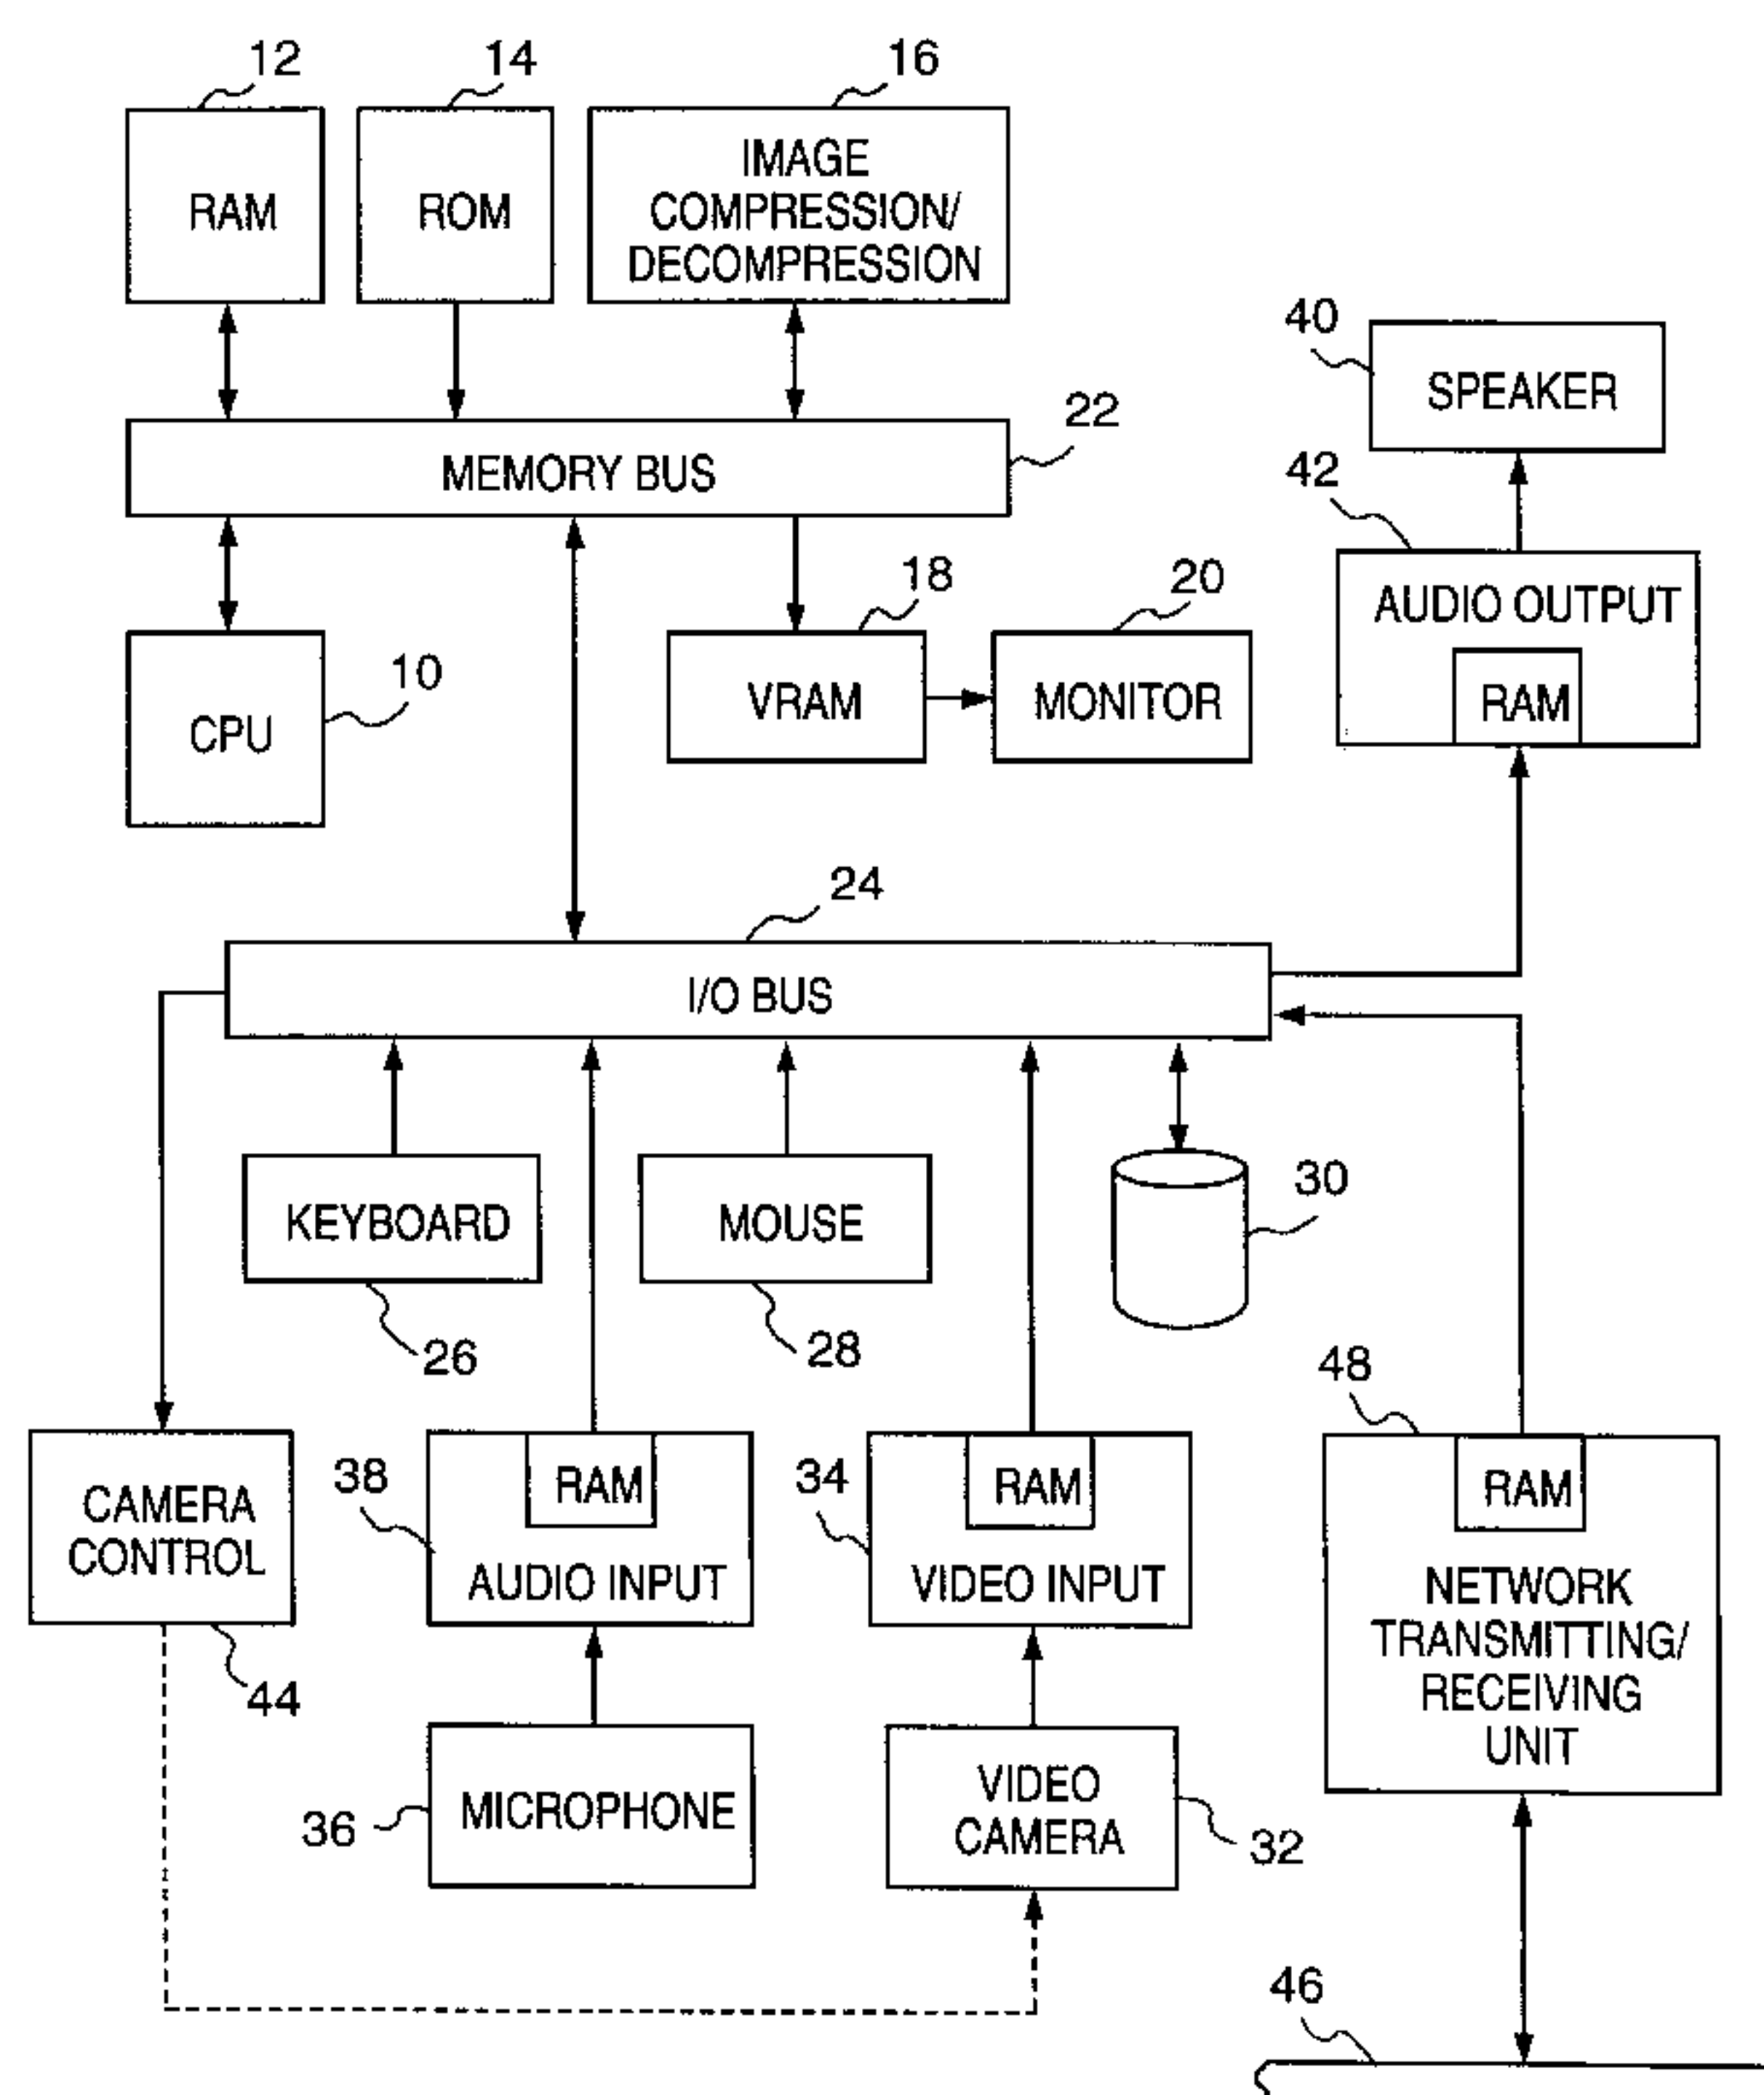 12
14
16
RAM
ROM
IMAGE
COMPRESSION/
DECOMPRESSION
40
SPEAKER
22
MEMORY BUS
42
18
20
AUDIO OUTPUT
RAM
10
CPU
VRAM
MONITOR
24
I/O BUS
30
KEYBOARD
MOUSE
26
28
48
CAMERA
CONTROL
38
RAM
AUDIO INPUT
34
RAM
VIDEO INPUT
RAM
NETWORK
TRANSMITTING/
RECEIVING
UNIT
44
36
MICROPHONE
VIDEO
CAMERA
32
46